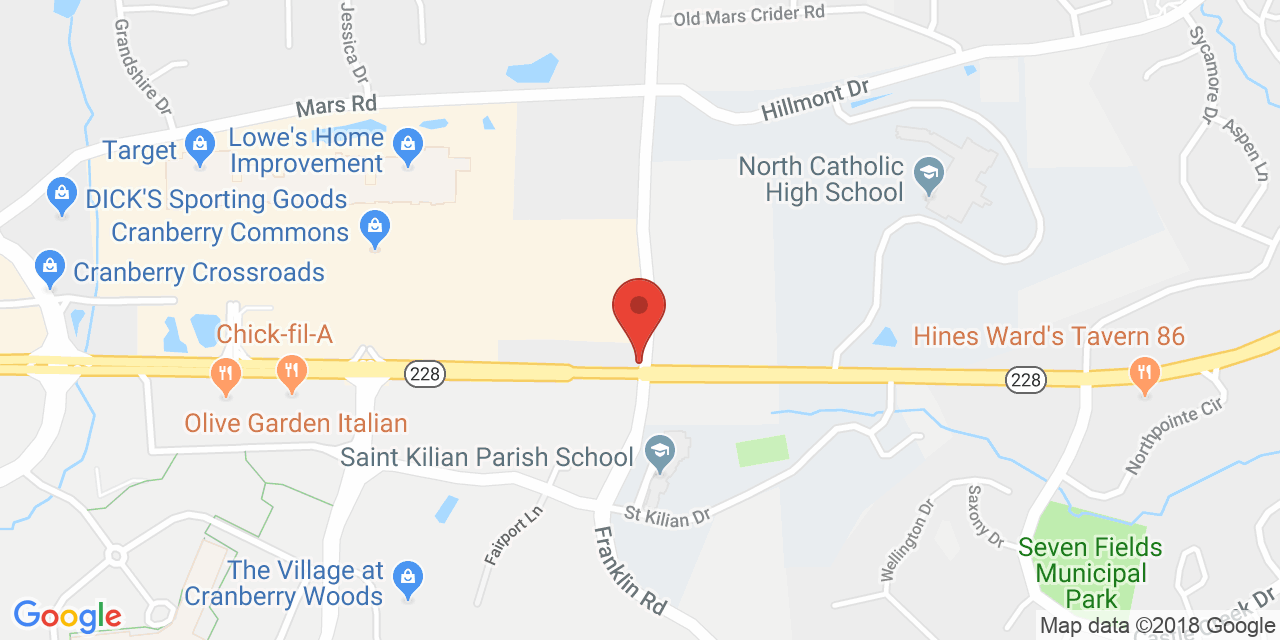 Old Mars Crider Rd
Grandshire Dr
Jessica Dr
Sycamore Dr
Mars Rd
Hillmont Dr
Aspen Ln
Target
Lowe's Home
Improvement
North Catholic
High School
DICK'S Sporting Goods
Cranberry Commons
Cranberry Crossroads
Chick-fil-A
Hines Ward's Tavern 86
228
228
Olive Garden Italian
Northpointe Cir
Saint Kilian Parish School
St Kilian Dr
Fairport Ln
Franklin Rd
Wellington Dr
Saxony Dr
Seven Fields
Municipal
Park
The Village at
Cranberry Woods
Creek Dr
Google
Map data ©2018 Google